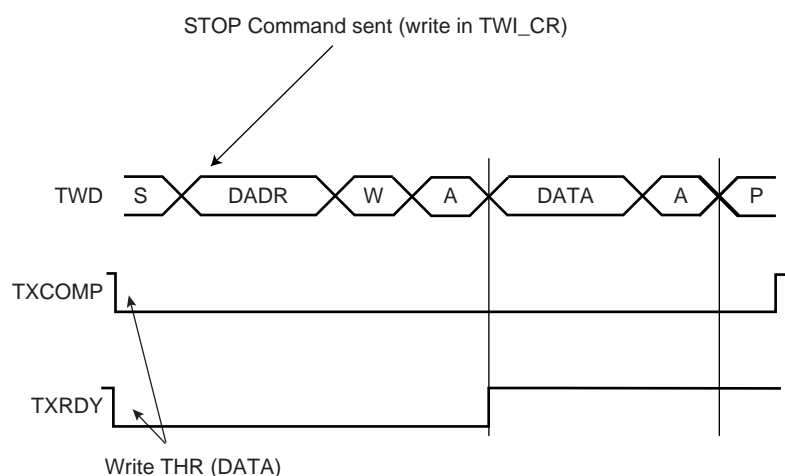 STOP Command sent (write in TWI_CR)
TWD S DADR W A DATA A P
TXCOMP
TXRDY
Write THR (DATA)